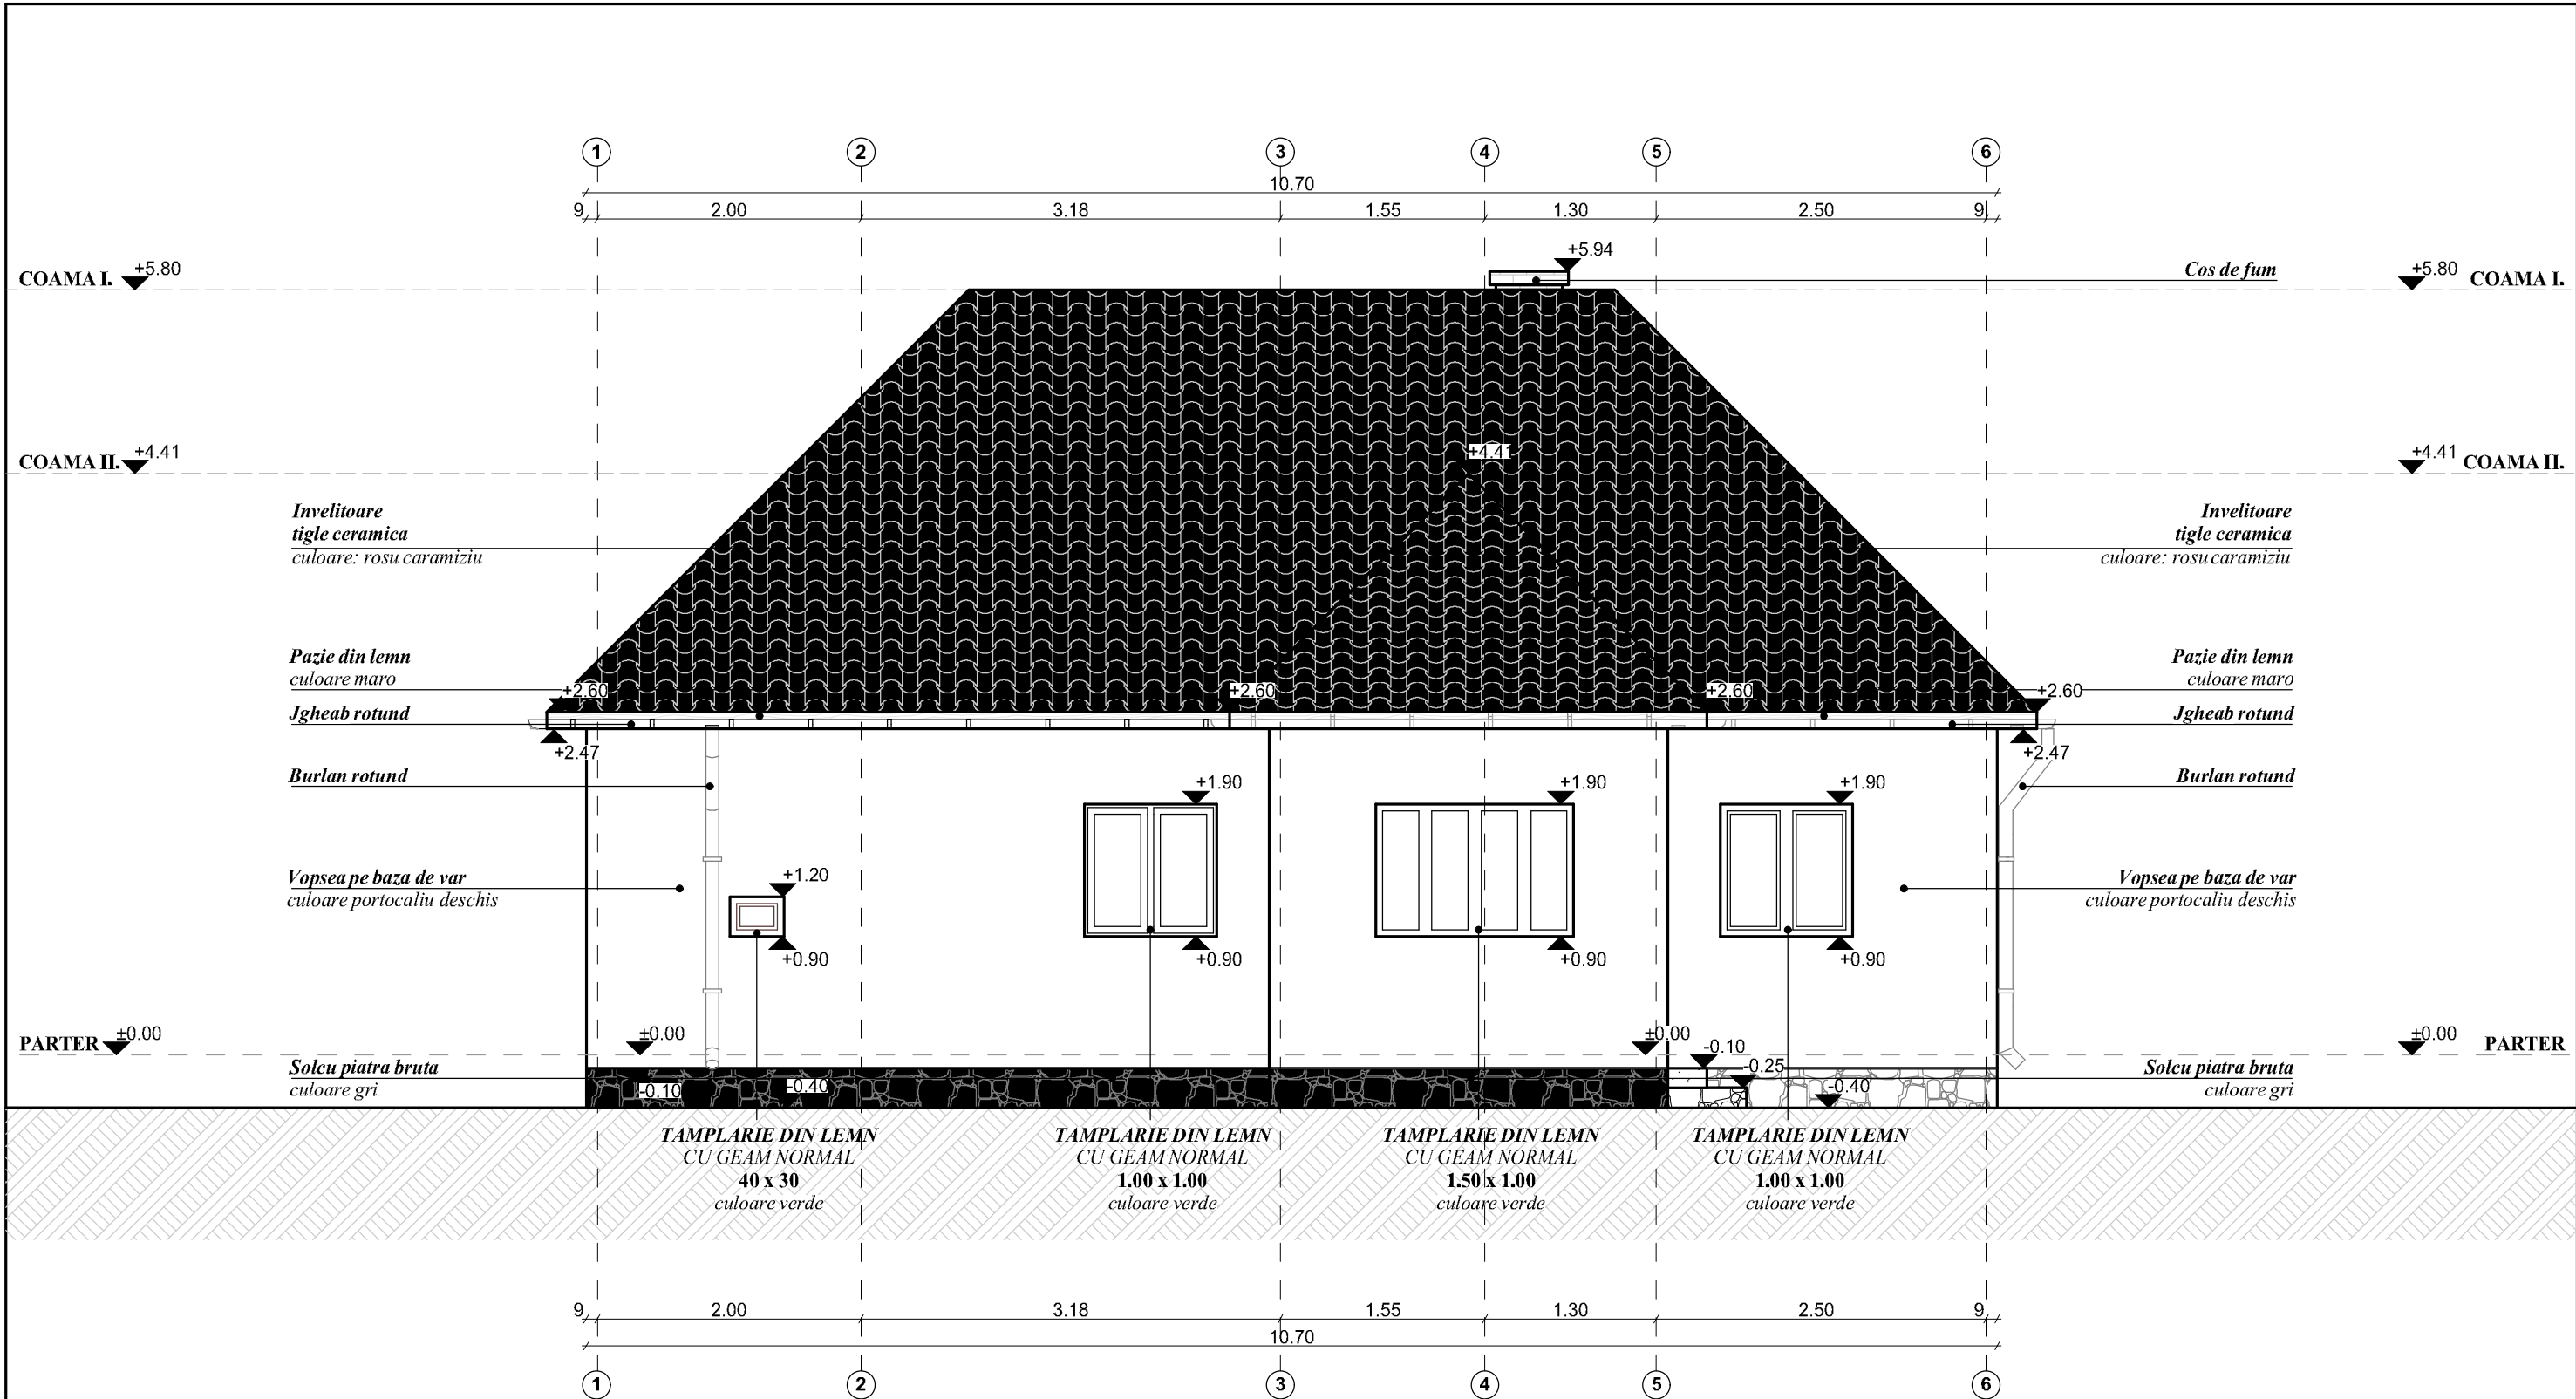 1 2 3 4 5 6
10.70
9 2.00 3.18 1.55 1.30 2.50 9
+5.94
COAMA I. +5.80
Cos de fum
+5.80 COAMA I.
COAMA II. +4.41
+4.41
+4.41 COAMA II.
Invelitoare
tigle ceramica
culoare: rosu caramiziu
Invelitoare
tigle ceramica
culoare: rosu caramiziu
Pazie din lemn
culoare maro
Pazie din lemn
culoare maro
+2.60 +2.60 +2.60 +2.60
Jgheab rotund
Jgheab rotund
+2.47 +2.47
Burlan rotund
Burlan rotund
+1.90 +1.90 +1.90
Vopsea pe baza de var
culoare portocaliu deschis
+1.20
Vopsea pe baza de var
culoare portocaliu deschis
+0.90 +0.90 +0.90 +0.90
PARTER ±0.00 ±0.00 ±0.00 ±0.00 PARTER
-0.10
Solcu piatra bruta
culoare gri
-0.25
Solcu piatra bruta
culoare gri
-0.10 -0.40 -0.40
TAMPLARIE DIN LEMN
CU GEAM NORMAL
40 x 30
culoare verde
TAMPLARIE DIN LEMN
CU GEAM NORMAL
1.00 x 1.00
culoare verde
TAMPLARIE DIN LEMN
CU GEAM NORMAL
1.50 x 1.00
culoare verde
TAMPLARIE DIN LEMN
CU GEAM NORMAL
1.00 x 1.00
culoare verde
9 2.00 3.18 1.55 1.30 2.50 9
10.70
1 2 3 4 5 6